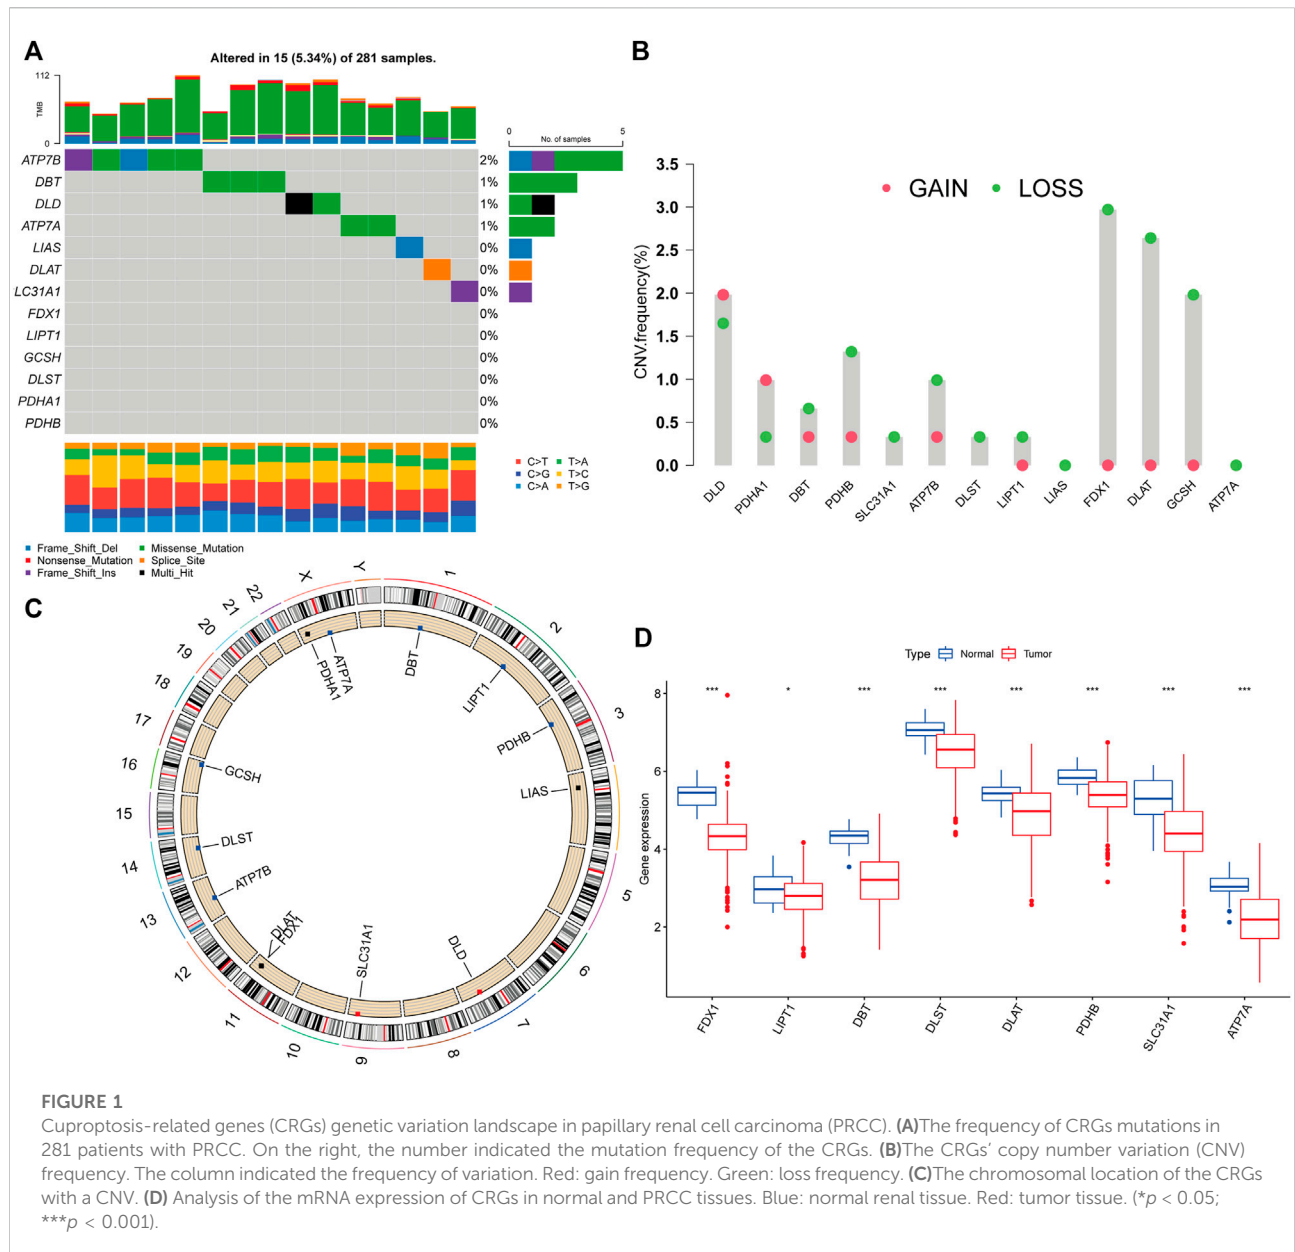 A
Altered in 15 (5.34%) of 281 samples.
112
TMB
0
0
5
No. of samples
ATP7B 2%
DBT 1%
DLD 1%
ATP7A 1%
LIAS 0%
DLAT 0%
LC31A1 0%
FDX1 0%
LIPT1 0%
GCSH 0%
DLST 0%
PDHA1 0%
PDHB 0%
C>T T>A
C>G T>C
C>A T>G
Frame_Shift_Del Missense_Mutation
Nonsense_Mutation Splice_Site
Frame_Shift_Ins Multi_Hit
B
GAIN LOSS
CNV.frequency(%)
3.5
3.0
2.5
2.0
1.5
1.0
0.5
0.0
DLD
PDHA1
DBT
PDHB
SLC31A1
ATP7B
DLST
LIPT1
LIAS
FDX1
DLAT
GCSH
ATP7A
C
1
2
3
5
6
7
8
9
10
11
12
13
14
15
16
17
18
19
20
21
22
X
Y
DBT
LIPT1
PDHB
LIAS
DLD
SLC31A1
FDX1
DLAT
ATP7B
DLST
GCSH
PDHA1
ATP7A
D
Type Normal Tumor
Gene expression
8
6
4
2
*** * *** *** *** *** *** ***
FDX1
LIPT1
DBT
DLST
DLAT
PDHB
SLC31A1
ATP7A
FIGURE 1
Cuproptosis-related genes (CRGs) genetic variation landscape in papillary renal cell carcinoma (PRCC). (A)The frequency of CRGs mutations in
281 patients with PRCC. On the right, the number indicated the mutation frequency of the CRGs. (B)The CRGs' copy number variation (CNV)
frequency. The column indicated the frequency of variation. Red: gain frequency. Green: loss frequency. (C)The chromosomal location of the CRGs
with a CNV. (D) Analysis of the mRNA expression of CRGs in normal and PRCC tissues. Blue: normal renal tissue. Red: tumor tissue. (*p < 0.05;
***p < 0.001).